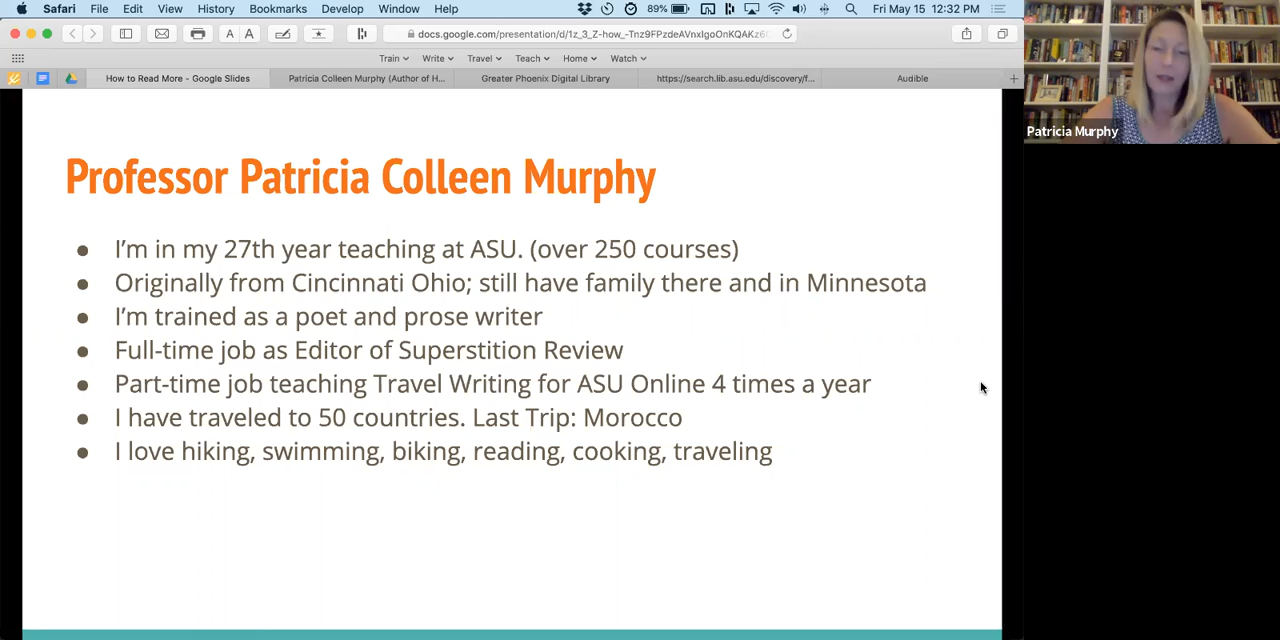 Safari File Edit View History Bookmarks Develop Window Help 89% Fri May 15 12:32 PM
A A docs.google.com/presentation/d/1z_3_Z-how_-Tnz9FPzdeAVnxIgoOnKQAKz6
Train Write Travel Teach Home Watch
How to Read More - Google Slides Patricia Colleen Murphy (Author of H... Greater Phoenix Digital Library https://search.lib.asu.edu/discovery/f... Audible
Patricia Murphy
Professor Patricia Colleen Murphy
● I'm in my 27th year teaching at ASU. (over 250 courses)
● Originally from Cincinnati Ohio; still have family there and in Minnesota
● I'm trained as a poet and prose writer
● Full-time job as Editor of Superstition Review
● Part-time job teaching Travel Writing for ASU Online 4 times a year
● I have traveled to 50 countries. Last Trip: Morocco
● I love hiking, swimming, biking, reading, cooking, traveling